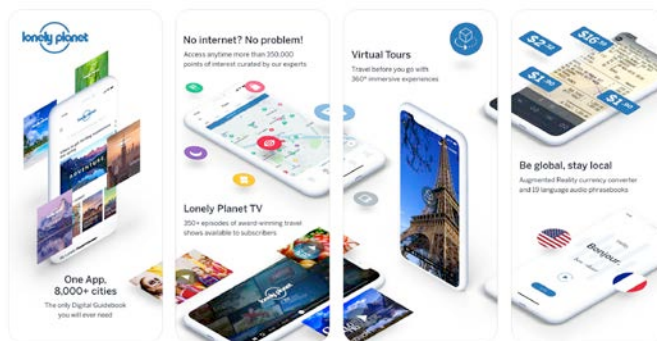 lonely planet
One App,
8,000+ cities
The only Digital Guidebook
you will ever need
No internet? No problem!
Access anytime more than 350,000
points of interest curated by our experts
Lonely Planet TV
350+ episodes of award-winning travel
shows available to subscribers
lonely planet
Virtual Tours
Travel before you go with
360° immersive experiences
Be global, stay local
Augmented Reality currency converter
and 19 language audio phrasebooks
Bonjour.